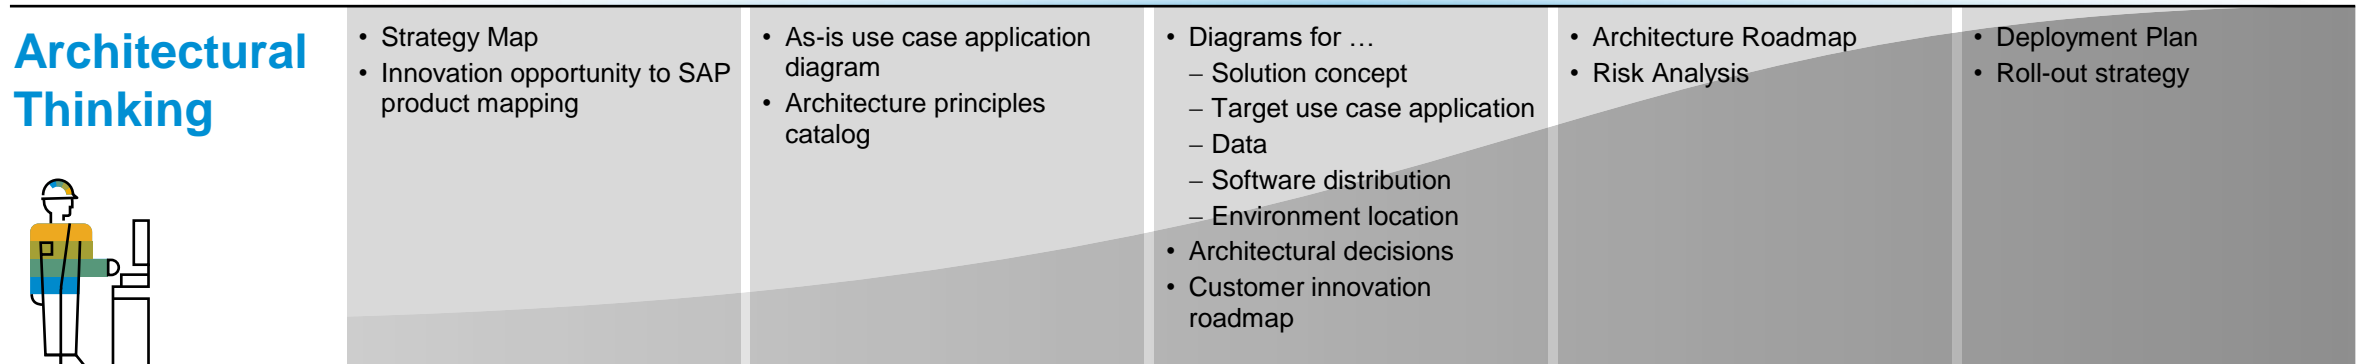 Architectural
Thinking
• Strategy Map
• Innovation opportunity to SAP
product mapping
• As-is use case application
diagram
• Architecture principles
catalog
• Diagrams for …
– Solution concept
– Target use case application
– Data
– Software distribution
– Environment location
• Architectural decisions
• Customer innovation
roadmap
• Architecture Roadmap
• Risk Analysis
• Deployment Plan
• Roll-out strategy